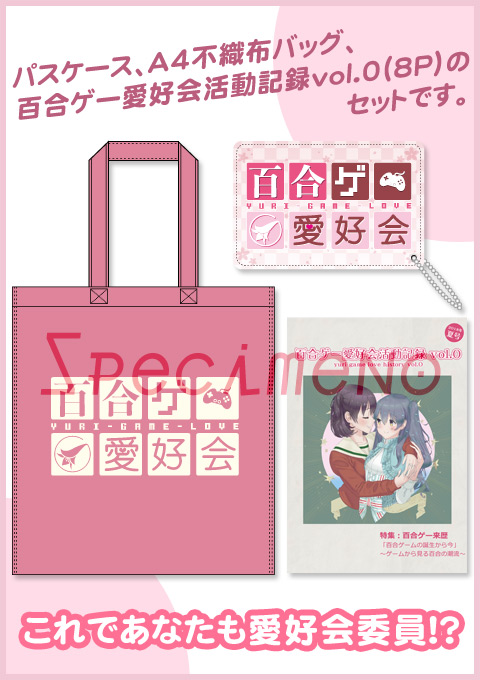 パスケース、A4不織布バッグ、
百合ゲー愛好会活動記録vol.0(8P)の
セットです。
百合ゲ
YURI GAME LOVE
愛好会
百合ゲ
YURI-GAME-LOVE
愛好会
夏号
百合ゲー愛好会活動記録 vol.0
yuri game love history vol.0
特集：百合ゲー来歴
「百合ゲームの誕生から今」
～ゲームから見る百合の潮流～
Specimeno
これであなたも愛好会委員!?